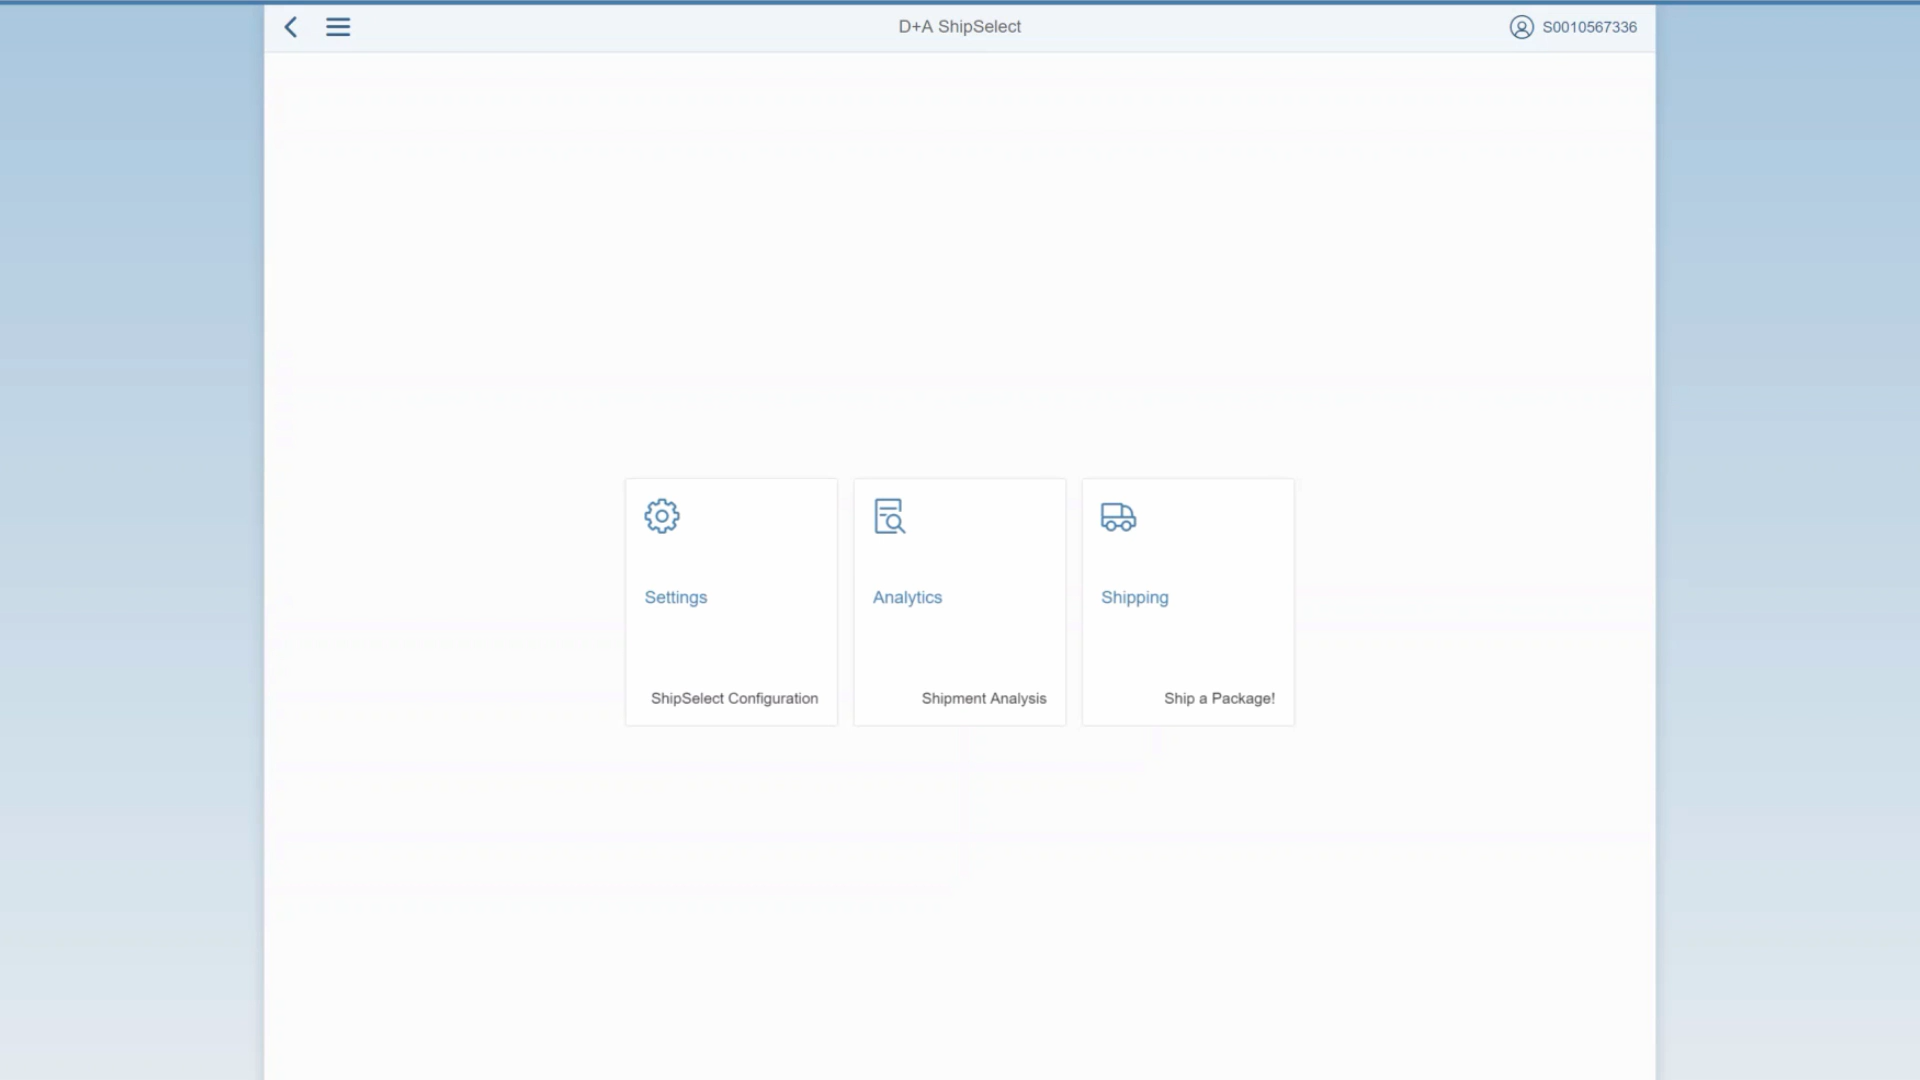 D+A ShipSelect
S0010567336
Settings
ShipSelect Configuration
Analytics
Shipment Analysis
Shipping
Ship a Package!